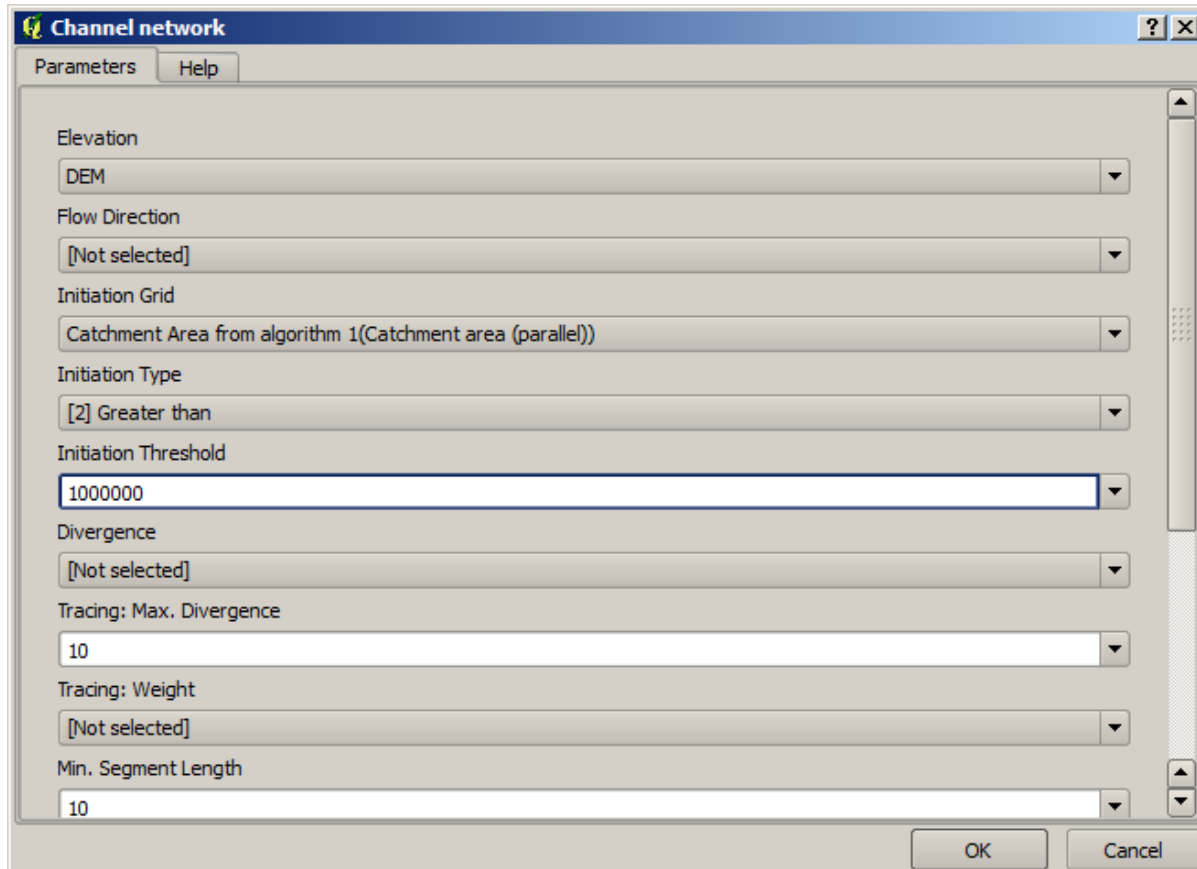 Channel network
Parameters Help
Elevation
DEM
Flow Direction
[Not selected]
Initiation Grid
Catchment Area from algorithm 1(Catchment area (parallel))
Initiation Type
[2] Greater than
Initiation Threshold
1000000
Divergence
[Not selected]
Tracing: Max. Divergence
10
Tracing: Weight
[Not selected]
Min. Segment Length
10
OK Cancel